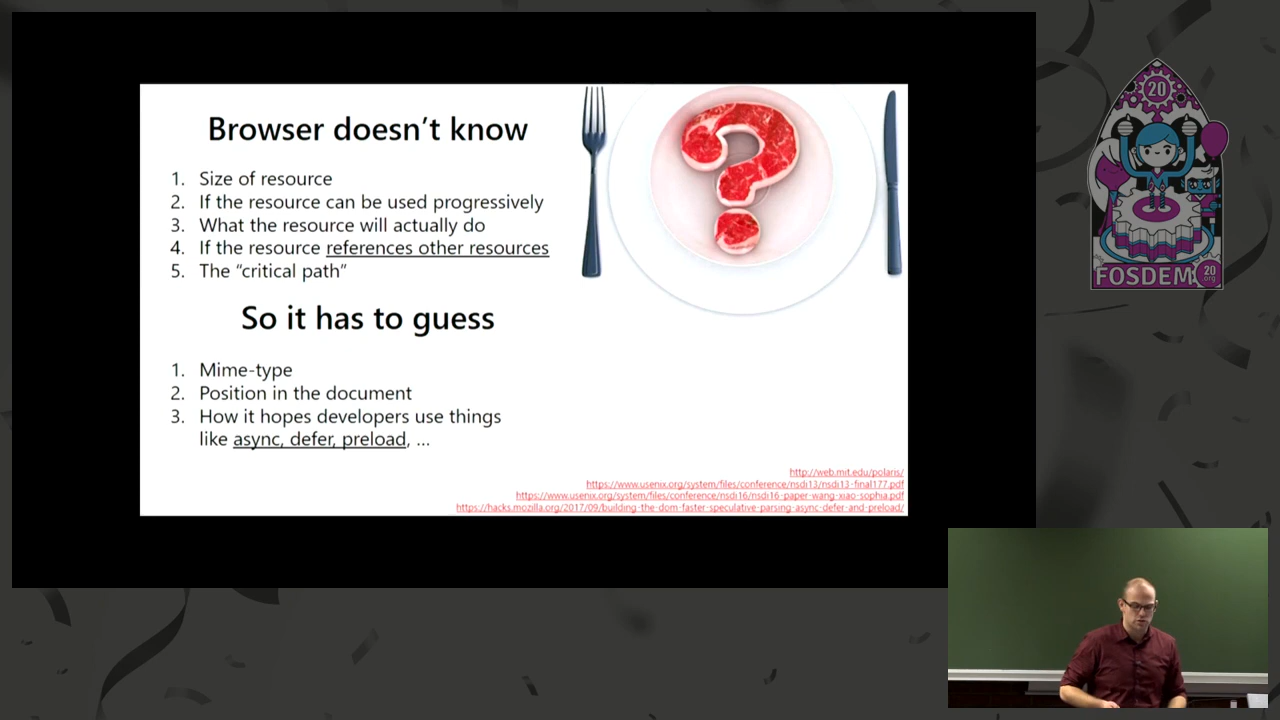 Browser doesn’t know
1. Size of resource
2. If the resource can be used progressively
3. What the resource will actually do
4. If the resource references other resources
5. The “critical path”
So it has to guess
1. Mime-type
2. Position in the document
3. How it hopes developers use things
like async, defer, preload, ...
http://web.mit.edu/polaris/
https://www.usenix.org/system/files/conference/nsdi13/nsdi13-final177.pdf
https://www.usenix.org/system/files/conference/nsdi16/nsdi16-paper-wang-xiao-sophia.pdf
https://hacks.mozilla.org/2017/09/building-the-dom-faster-speculative-parsing-async-defer-and-preload/
20
FOSDEM
20
.org